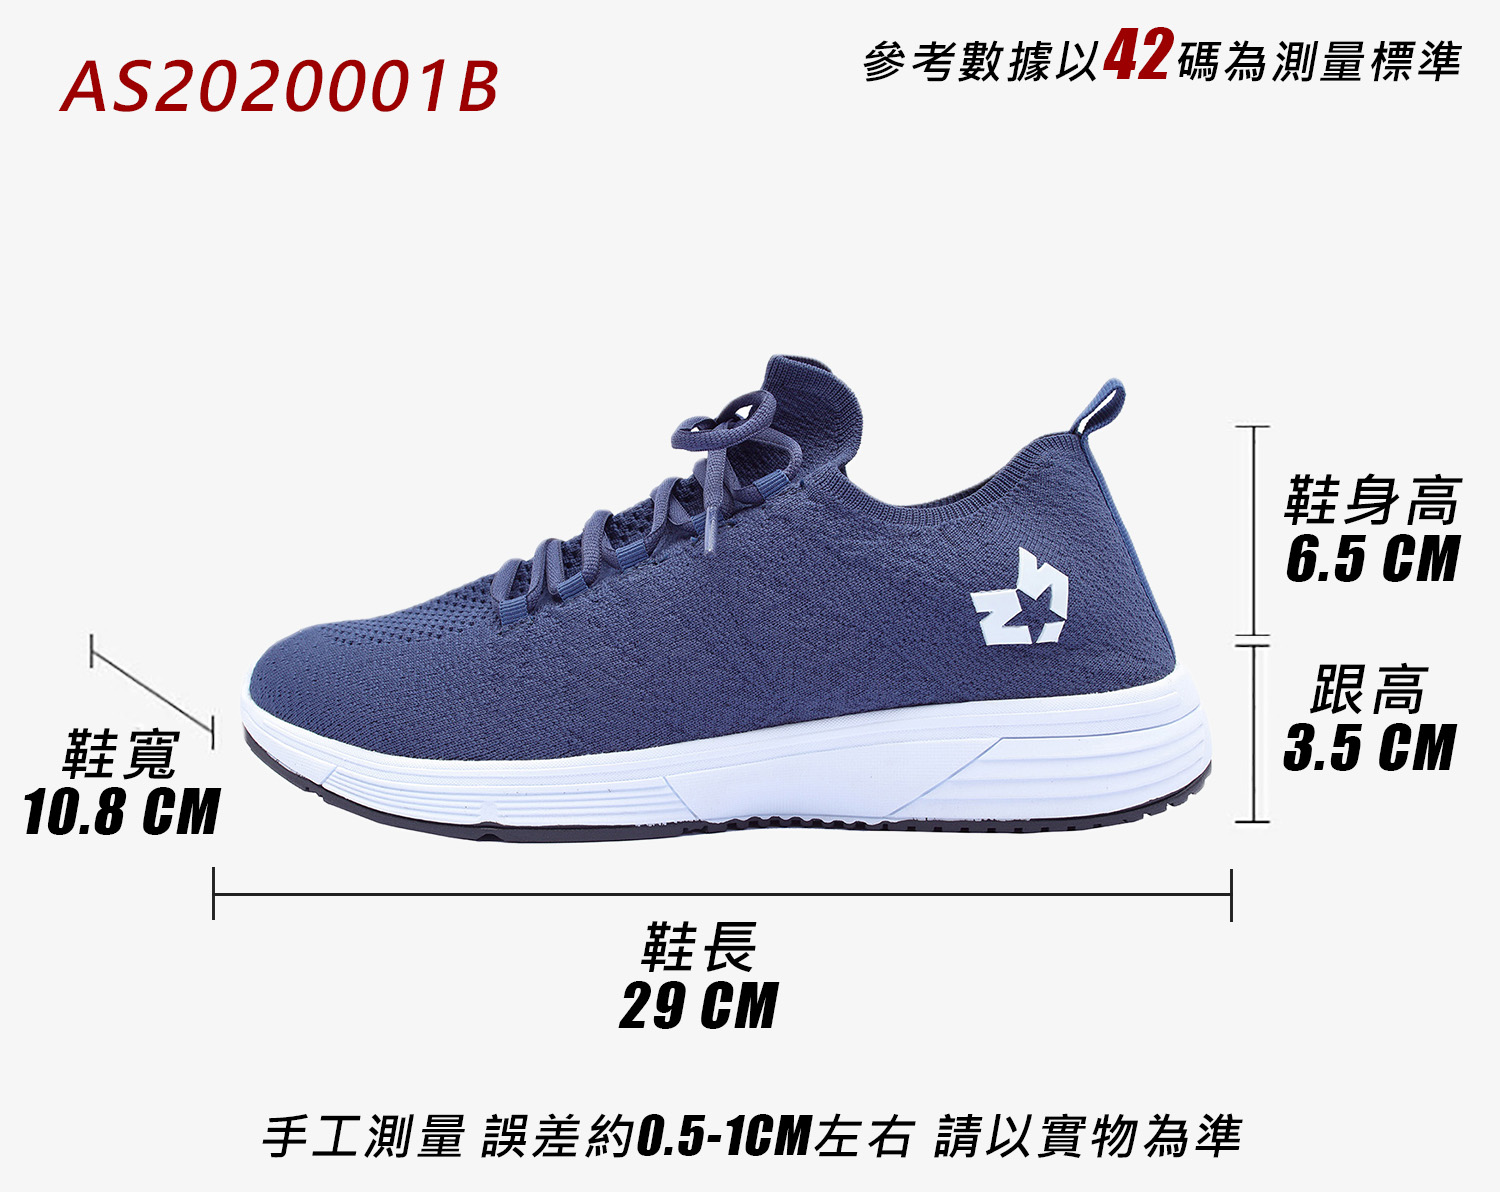 AS2020001B
參考數據以42碼為測量標準
鞋身高
6.5 CM
跟高
3.5 CM
鞋寬
10.8 CM
鞋長
29 CM
手工測量 誤差約0.5-1CM左右 請以實物為準